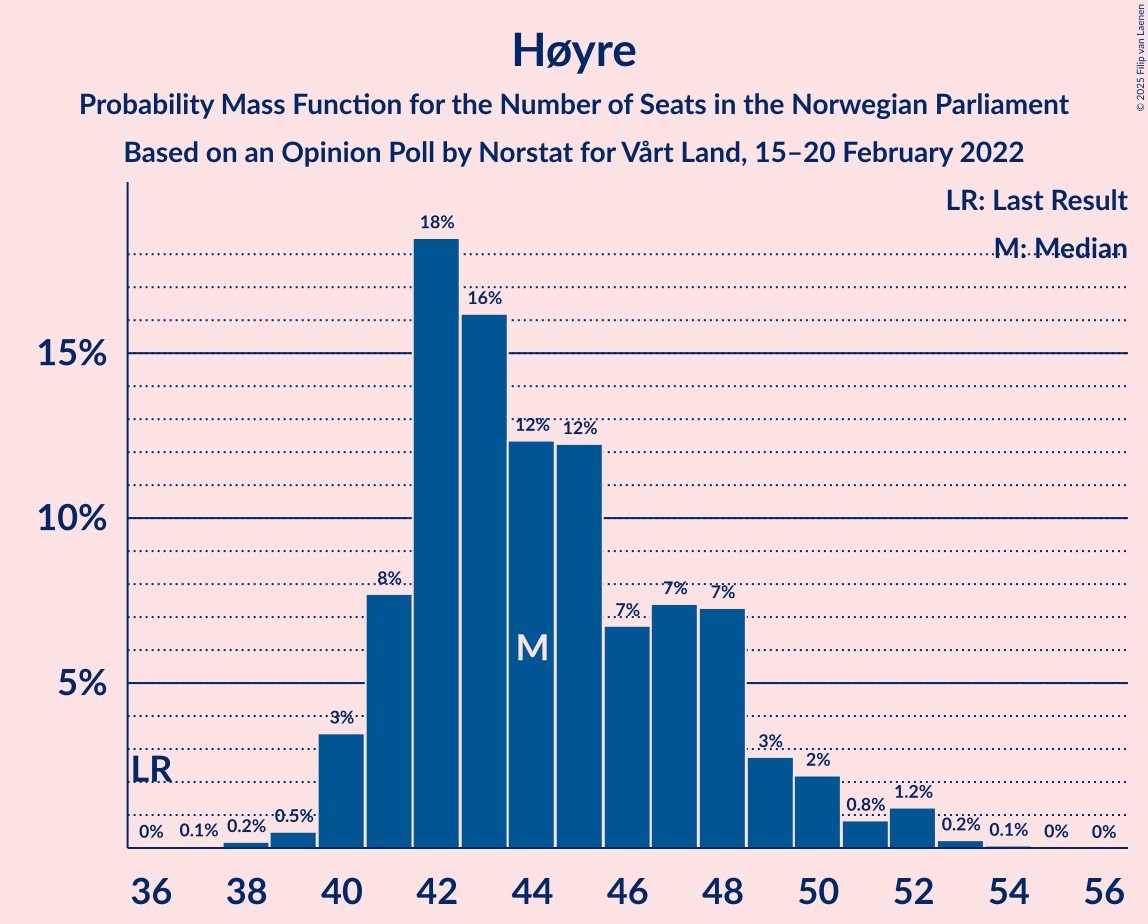 Høyre
Probability Mass Function for the Number of Seats in the Norwegian Parliament
Based on an Opinion Poll by Norstat for Vårt Land, 15–20 February 2022
© 2025 Filip van Laenen
LR: Last Result
M: Median
15%
10%
5%
LR
M
0%
0.1%
0.2%
0.5%
3%
8%
18%
16%
12%
12%
7%
7%
7%
3%
2%
0.8%
1.2%
0.2%
0.1%
0%
0%
36 38 40 42 44 46 48 50 52 54 56